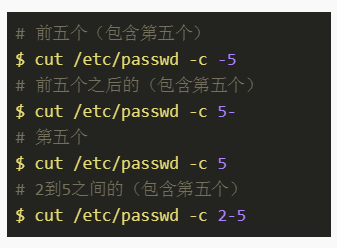 # 前五个（包含第五个）
$ cut /etc/passwd -c -5
# 前五个之后的（包含第五个）
$ cut /etc/passwd -c 5-
# 第五个
$ cut /etc/passwd -c 5
# 2到5之间的（包含第五个）
$ cut /etc/passwd -c 2-5